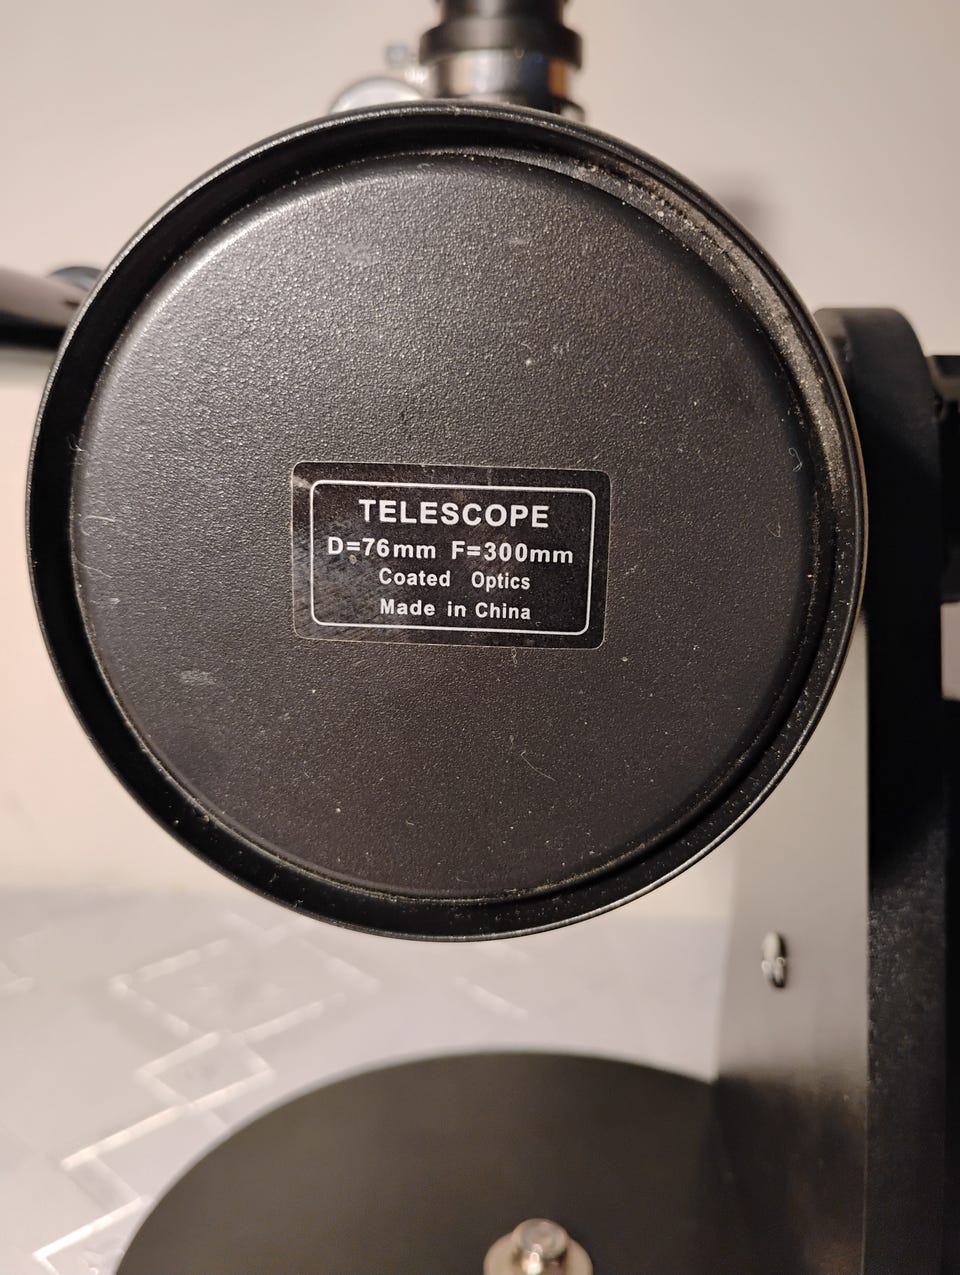 TELESCOPE
D=76mm F=300mm
Coated Optics
Made in China